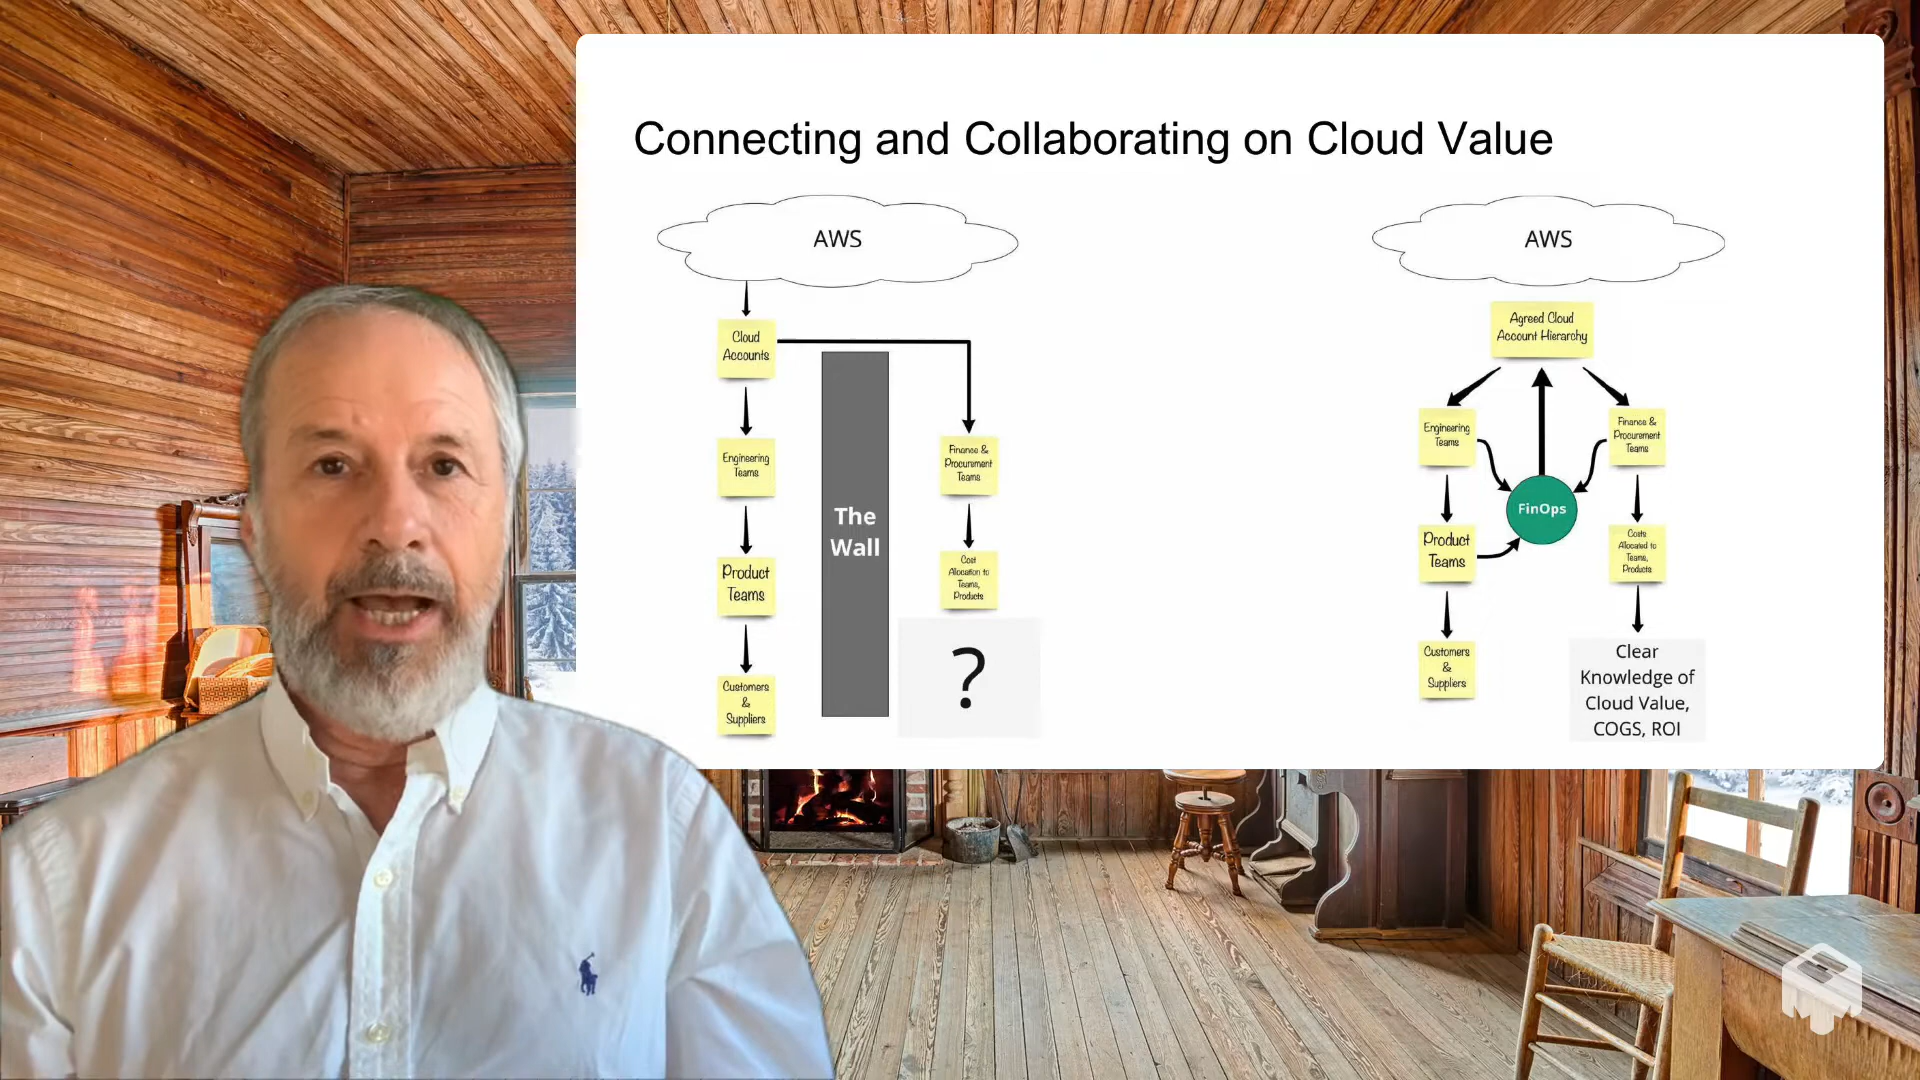 Connecting and Collaborating on Cloud Value
AWS
Cloud
Accounts
Engineering
Teams
Product
Teams
Customers
&
Suppliers
The
Wall
Finance &
Procurement
Teams
Cost
Allocation to
Teams,
Products
?
AWS
Agreed Cloud
Account Hierarchy
Engineering
Teams
Product
Teams
Customers
&
Suppliers
FinOps
Finance &
Procurement
Teams
Costs
Allocated to
Teams,
Products
Clear
Knowledge of
Cloud Value,
COGS, ROI